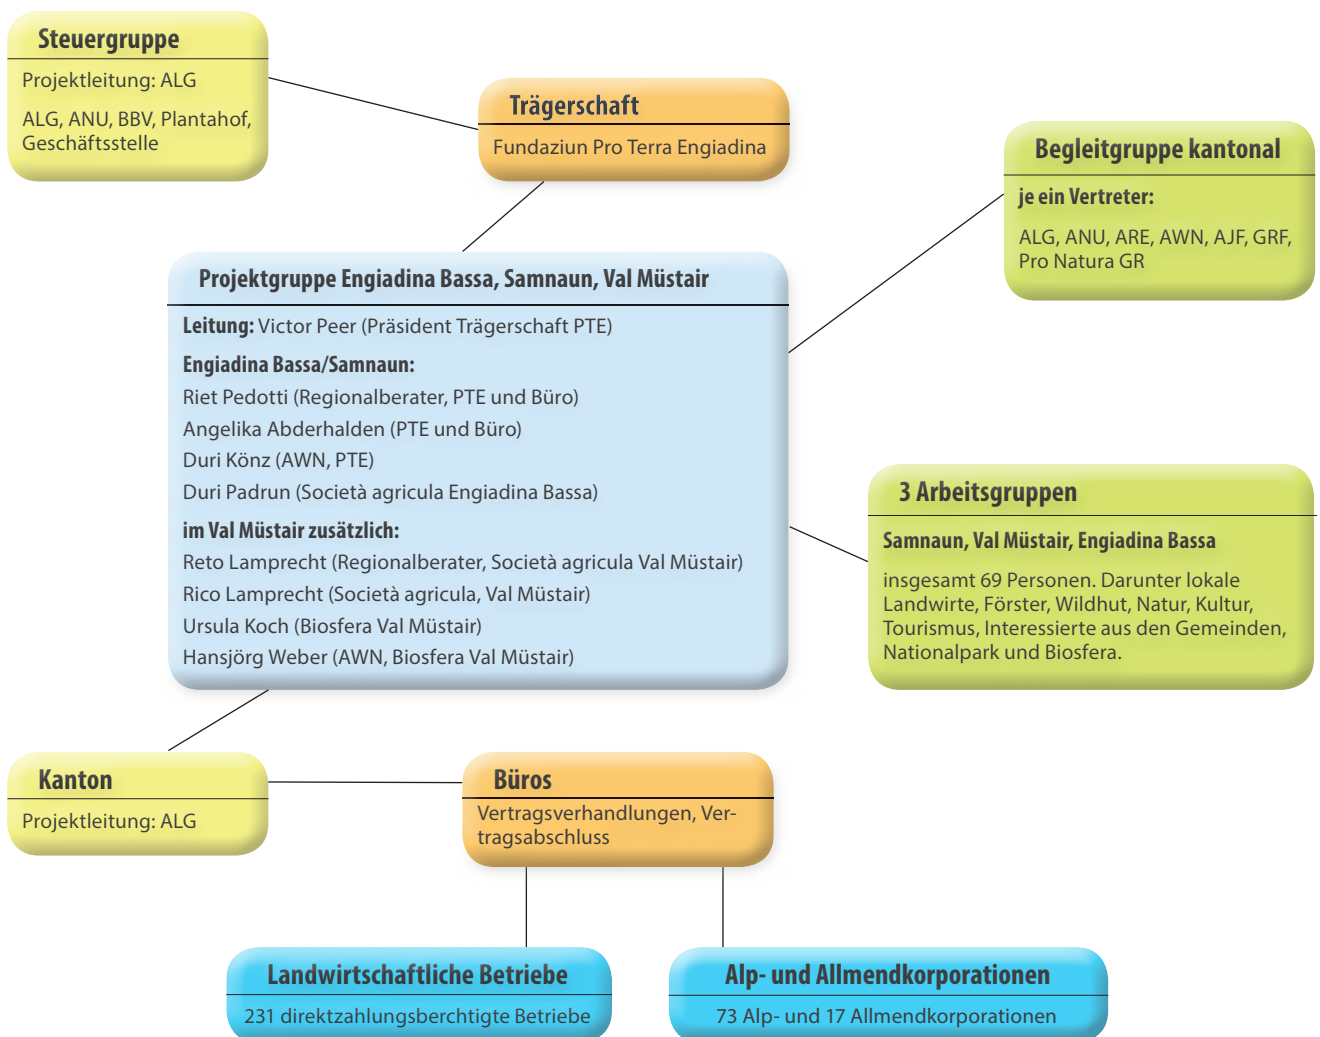 Steuergruppe
Projektleitung: ALG
ALG, ANU, BBV, Plantahof,
Geschäftsstelle
Trägerschaft
Fundaziun Pro Terra Engiadina
Begleitgruppe kantonal
je ein Vertreter:
ALG, ANU, ARE, AWN, AJF, GRF,
Pro Natura GR
Projektgruppe Engiadina Bassa, Samnaun, Val Müstair
Leitung: Victor Peer (Präsident Trägerschaft PTE)
Engiadina Bassa/Samnaun:
Riet Pedotti (Regionalberater, PTE und Büro)
Angelika Abderhalden (PTE und Büro)
Duri Könz (AWN, PTE)
Duri Padrun (Società agricula Engiadina Bassa)
im Val Müstair zusätzlich:
Reto Lamprecht (Regionalberater, Società agricula Val Müstair)
Rico Lamprecht (Società agricula, Val Müstair)
Ursula Koch (Biosfera Val Müstair)
Hansjörg Weber (AWN, Biosfera Val Müstair)
3 Arbeitsgruppen
Samnaun, Val Müstair, Engiadina Bassa
insgesamt 69 Personen. Darunter lokale
Landwirte, Förster, Wildhut, Natur, Kultur,
Tourismus, Interessierte aus den Gemeinden,
Nationalpark und Biosfera.
Kanton
Projektleitung: ALG
Büros
Vertragsverhandlungen, Ver-
tragsabschluss
Landwirtschaftliche Betriebe
231 direktzahlungsberchtigte Betriebe
Alp- und Allmendkorporationen
73 Alp- und 17 Allmendkorporationen